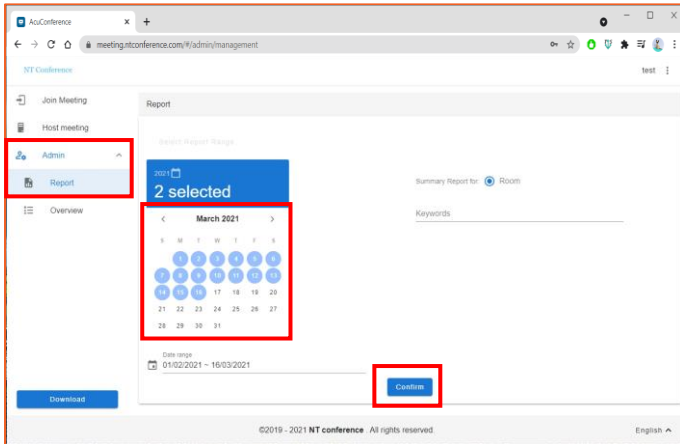 AcuConference
meeting.ntconference.com/#/admin/management
NT Conference
test
Join Meeting
Host meeting
Admin
Report
Overview
Download
Report
Select Report Range
2021
2 selected
March 2021
S M T W T F S
1 2 3 4 5 6
7 8 9 10 11 12 13
14 15 16 17 18 19 20
21 22 23 24 25 26 27
28 29 30 31
Date range
01/02/2021 ~ 16/03/2021
Summary Report for: Room
Keywords
Confirm
©2019 - 2021 NT conference . All rights reserved.
English